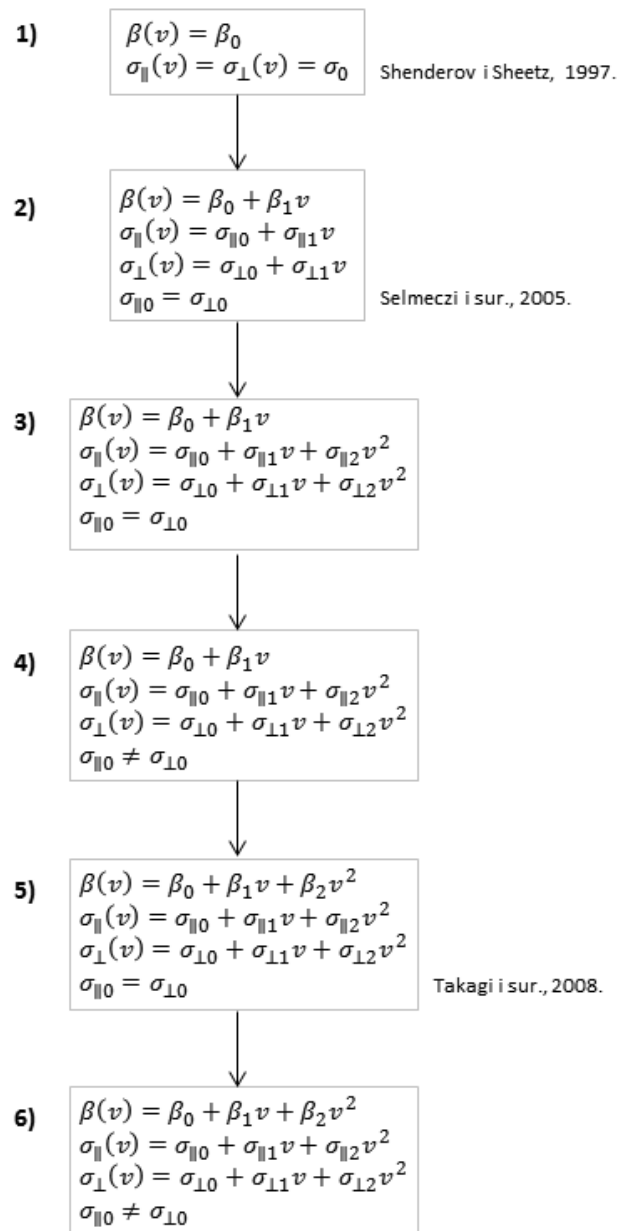 1)
β(v) = β₀
σ∥(v) = σ⊥(v) = σ₀
Shenderov i Sheetz, 1997.
2)
β(v) = β₀ + β₁v
σ∥(v) = σ∥₀ + σ∥₁v
σ⊥(v) = σ⊥₀ + σ⊥₁v
σ∥₀ = σ⊥₀
Selmeczi i sur., 2005.
3)
β(v) = β₀ + β₁v
σ∥(v) = σ∥₀ + σ∥₁v + σ∥₂v²
σ⊥(v) = σ⊥₀ + σ⊥₁v + σ⊥₂v²
σ∥₀ = σ⊥₀
4)
β(v) = β₀ + β₁v
σ∥(v) = σ∥₀ + σ∥₁v + σ∥₂v²
σ⊥(v) = σ⊥₀ + σ⊥₁v + σ⊥₂v²
σ∥₀ ≠ σ⊥₀
5)
β(v) = β₀ + β₁v + β₂v²
σ∥(v) = σ∥₀ + σ∥₁v + σ∥₂v²
σ⊥(v) = σ⊥₀ + σ⊥₁v + σ⊥₂v²
σ∥₀ = σ⊥₀
Takagi i sur., 2008.
6)
β(v) = β₀ + β₁v + β₂v²
σ∥(v) = σ∥₀ + σ∥₁v + σ∥₂v²
σ⊥(v) = σ⊥₀ + σ⊥₁v + σ⊥₂v²
σ∥₀ ≠ σ⊥₀